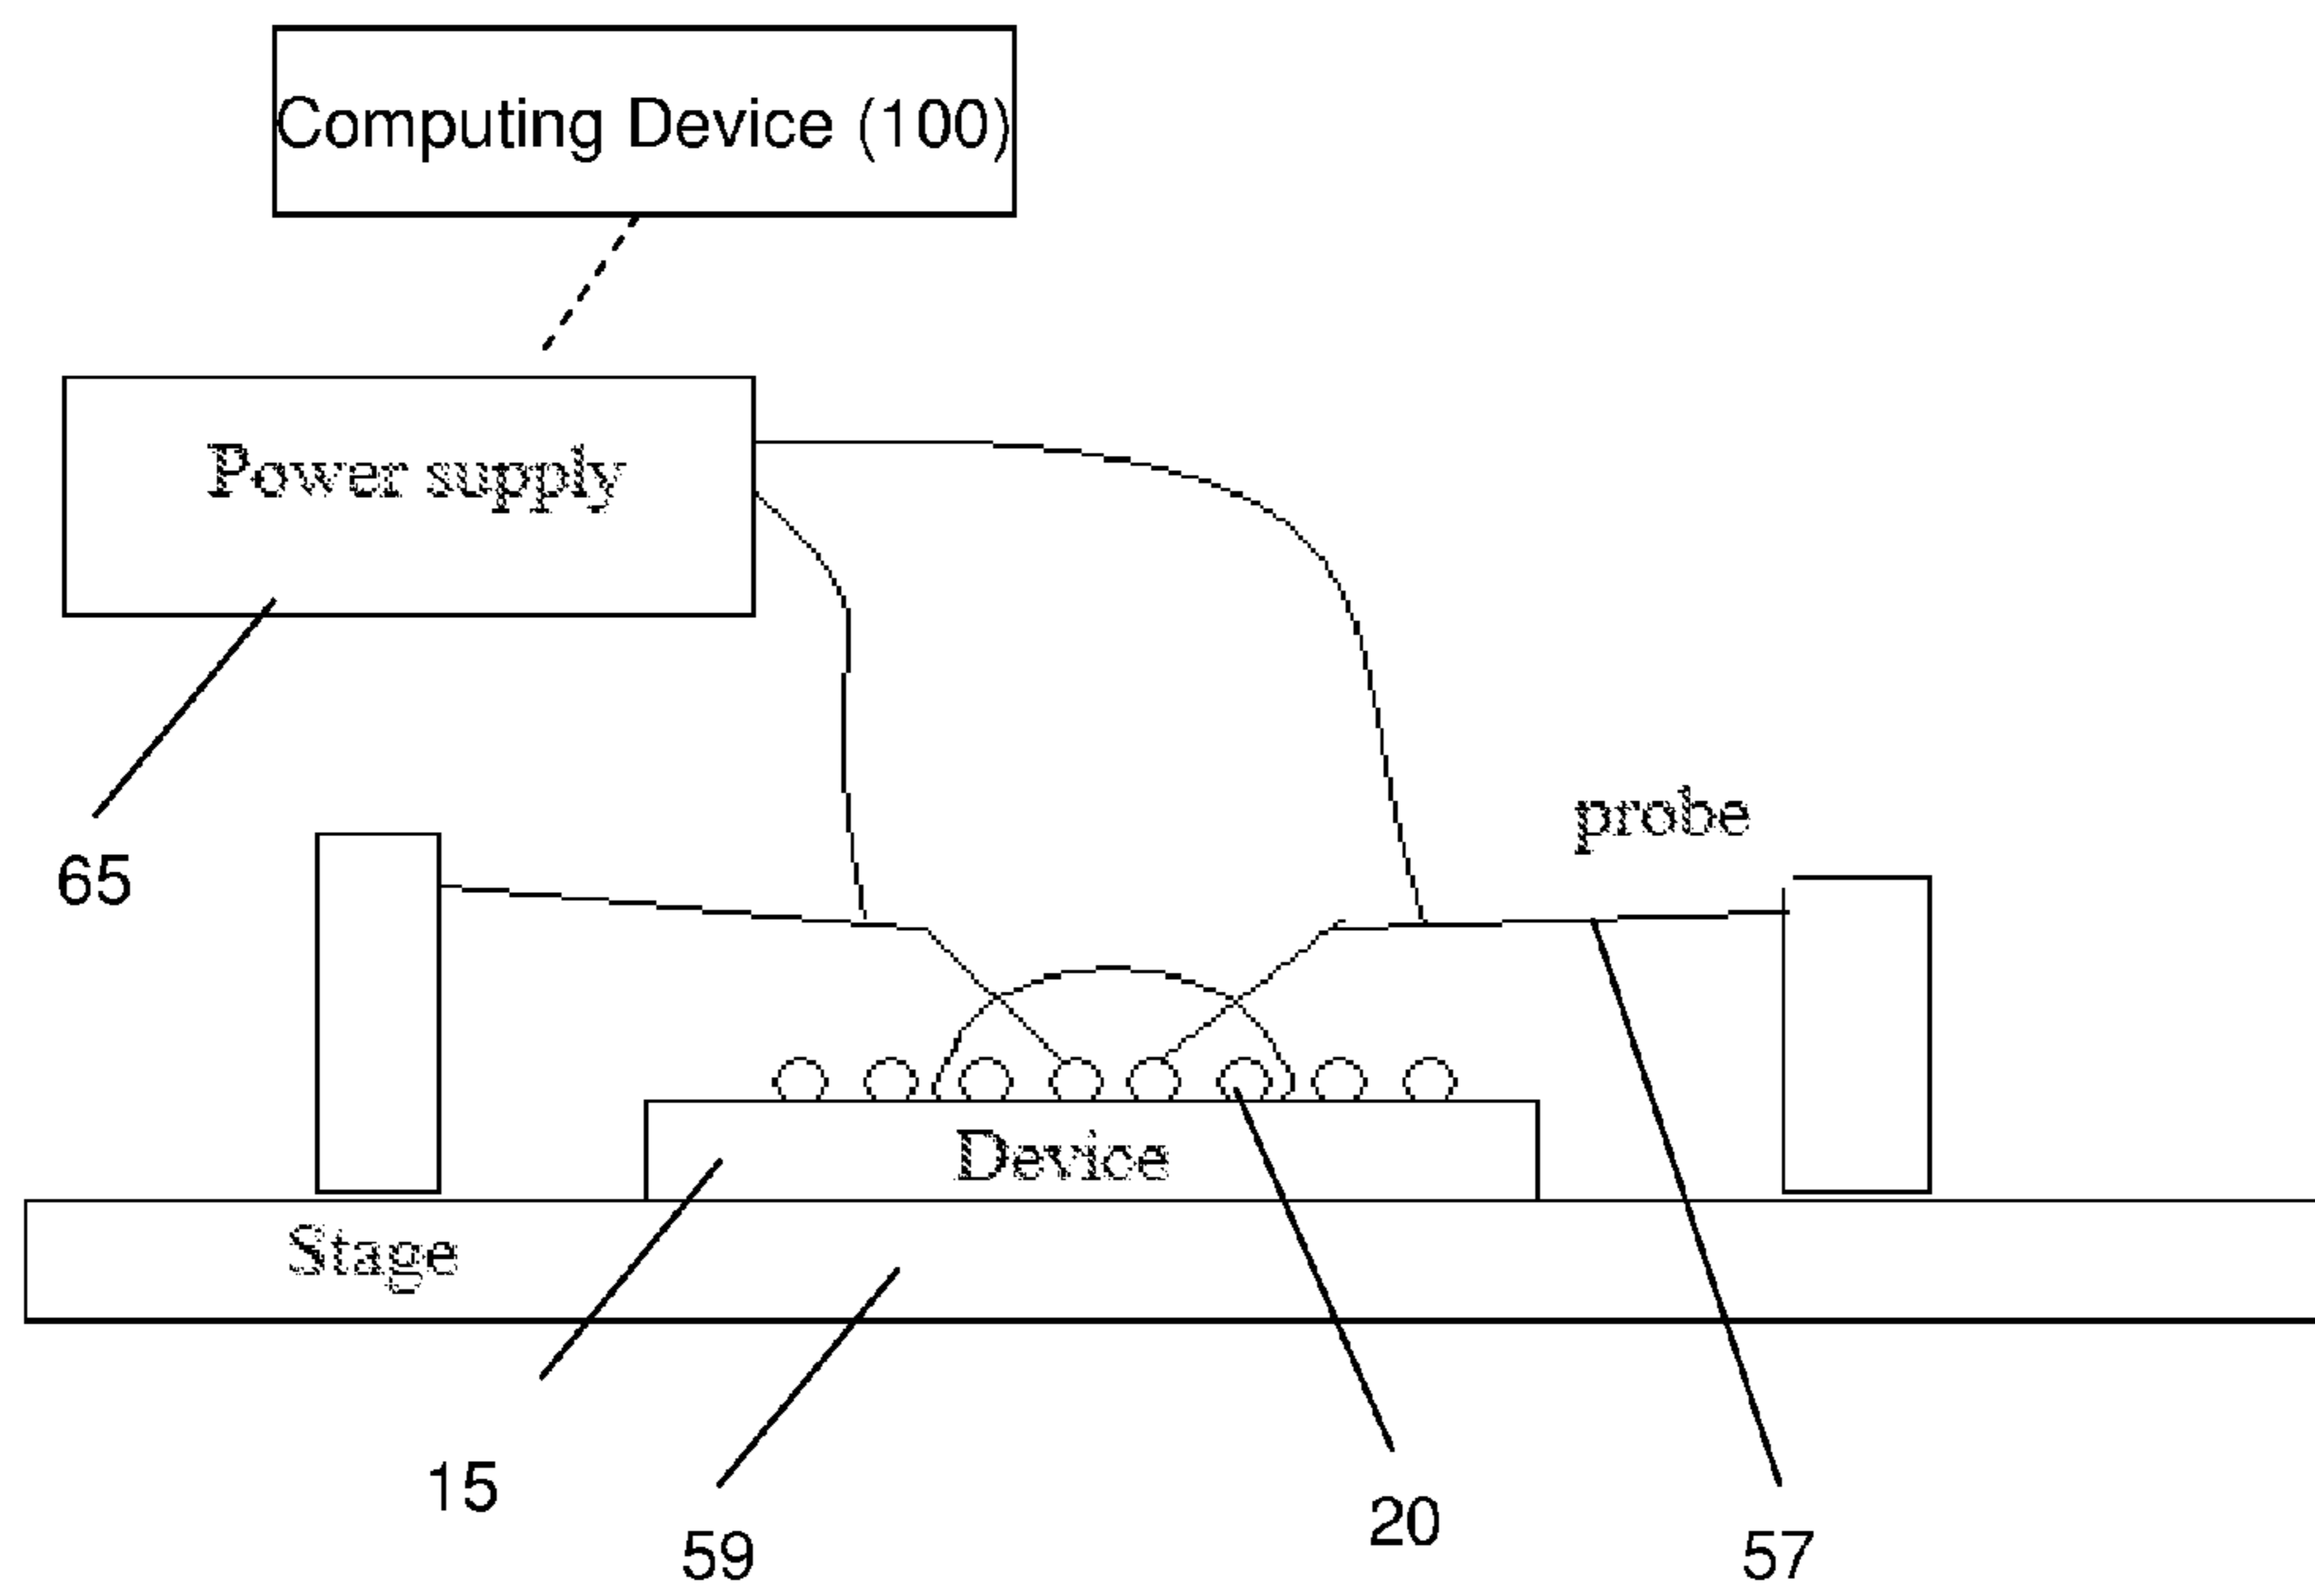 Computing Device (100)
Power supply
probe
65
Device
Stage
15
59
20
57